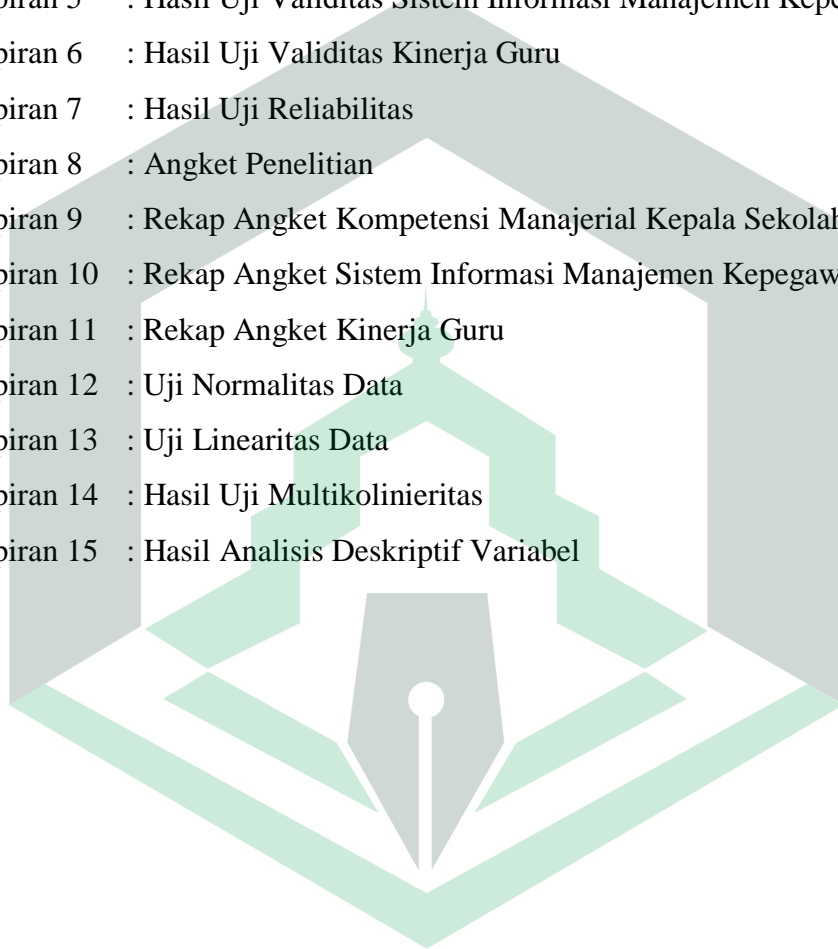 piran 5 : Hasil Uji Validitas Sistem Informasi Manajemen Kepe
piran 6 : Hasil Uji Validitas Kinerja Guru
piran 7 : Hasil Uji Reliabilitas
piran 8 : Angket Penelitian
piran 9 : Rekap Angket Kompetensi Manajerial Kepala Sekolah
piran 10 : Rekap Angket Sistem Informasi Manajemen Kepegaw
piran 11 : Rekap Angket Kinerja Guru
piran 12 : Uji Normalitas Data
piran 13 : Uji Linearitas Data
piran 14 : Hasil Uji Multikolinieritas
piran 15 : Hasil Analisis Deskriptif Variabel